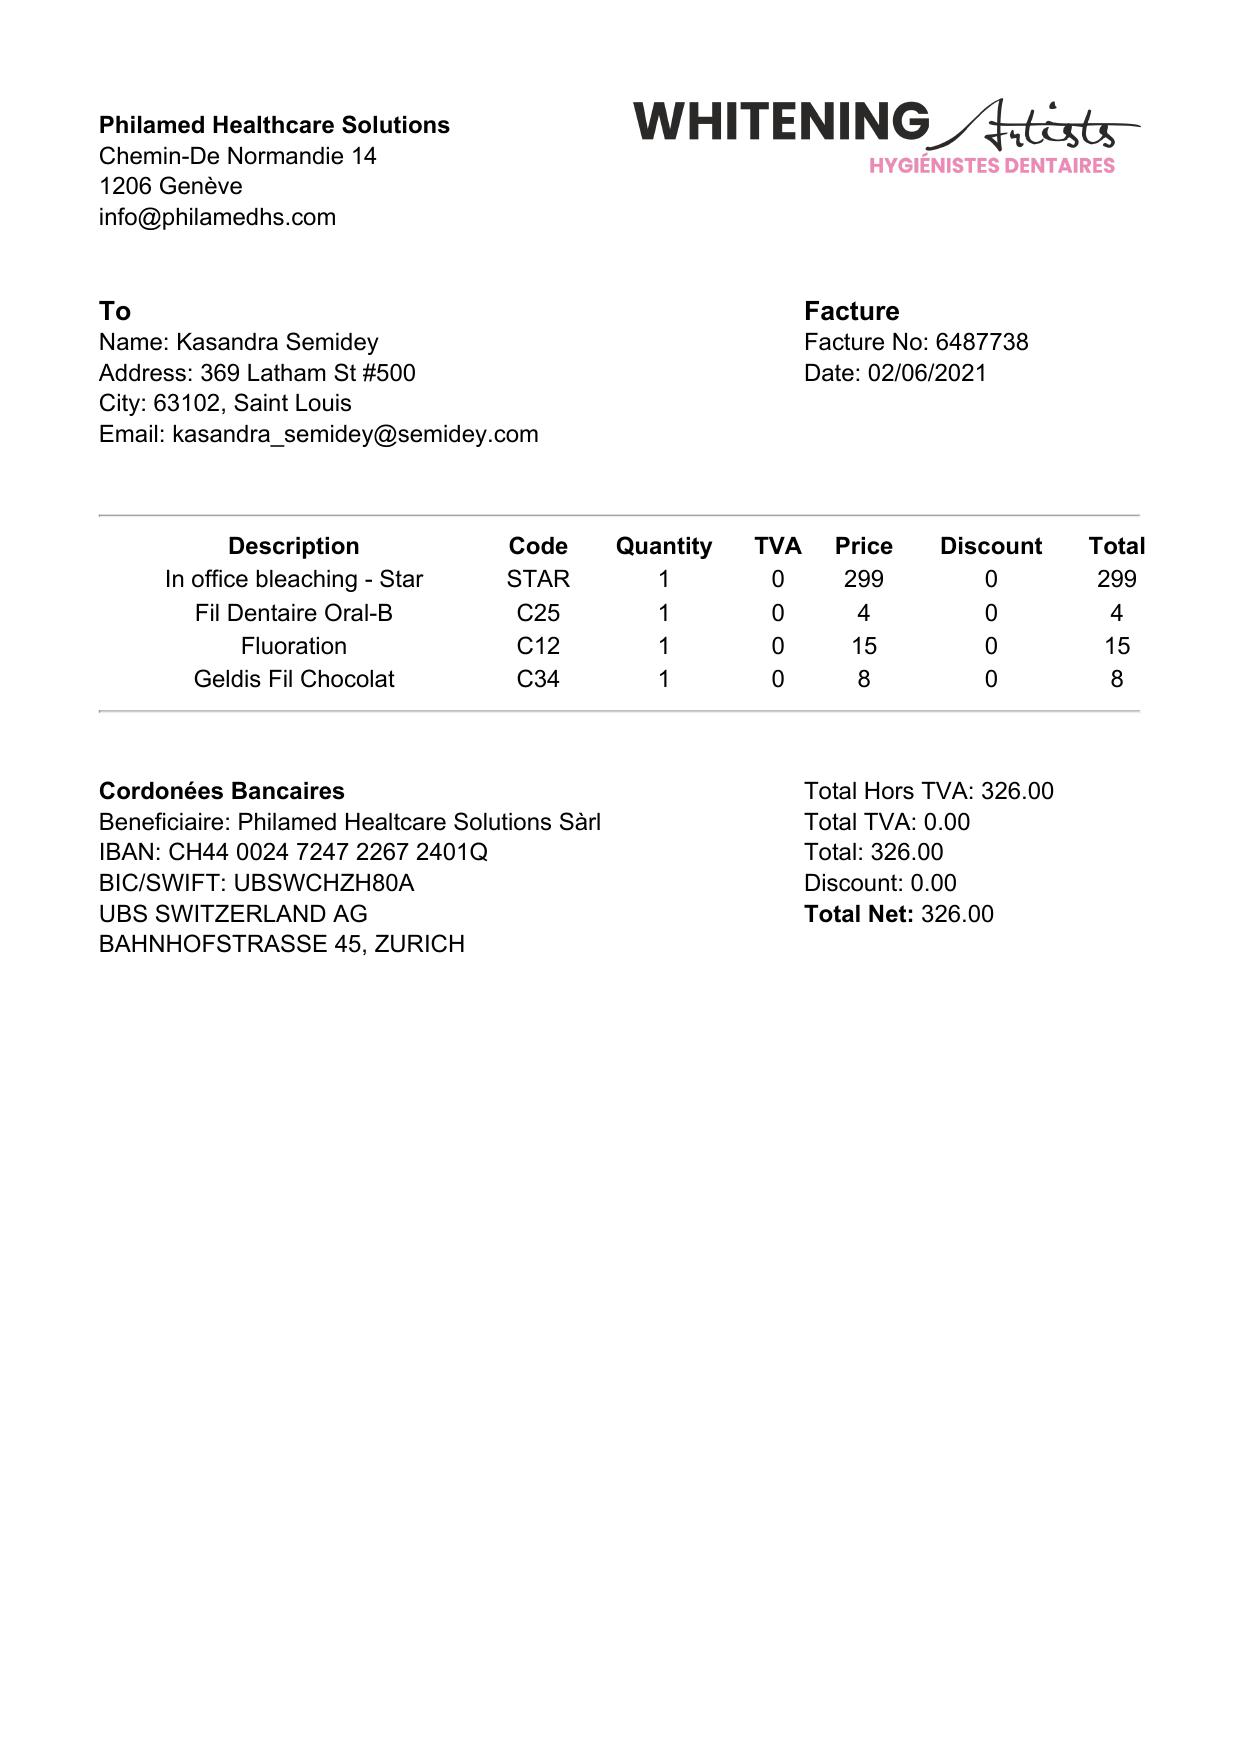 Philamed Healthcare Solutions
Chemin-De Normandie 14
1206 Genève
info@philamedhs.com
WHITENING Artists
HYGIÉNISTES DENTAIRES
To
Name: Kasandra Semidey
Address: 369 Latham St #500
City: 63102, Saint Louis
Email: kasandra_semidey@semidey.com
Facture
Facture No: 6487738
Date: 02/06/2021
Description Code Quantity TVA Price Discount Total
In office bleaching - Star STAR 1 0 299 0 299
Fil Dentaire Oral-B C25 1 0 4 0 4
Fluoration C12 1 0 15 0 15
Geldis Fil Chocolat C34 1 0 8 0 8
Cordonées Bancaires
Beneficiaire: Philamed Healtcare Solutions Sàrl
IBAN: CH44 0024 7247 2267 2401Q
BIC/SWIFT: UBSWCHZH80A
UBS SWITZERLAND AG
BAHNHOFSTRASSE 45, ZURICH
Total Hors TVA: 326.00
Total TVA: 0.00
Total: 326.00
Discount: 0.00
Total Net: 326.00